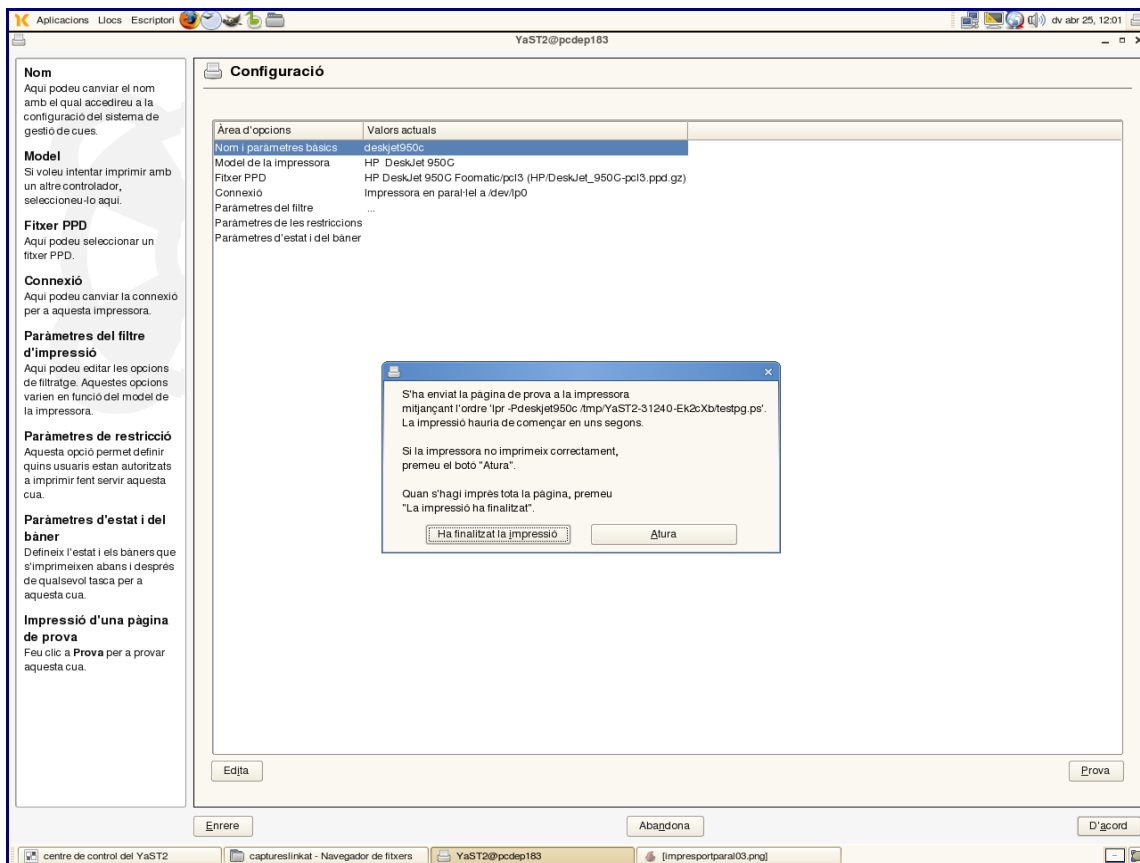 Aplicacions Llocs Escriptori
dv abr 25, 12:01
YaST2@pcdep183
Nom
Aquí podeu canviar el nom
amb el qual accedireu a la
configuració del sistema de
gestió de cues.
Model
Si voleu intentar imprimir amb
un altre controlador,
seleccioneu-lo aquí.
Fitxer PPD
Aquí podeu seleccionar un
fitxer PPD.
Connexió
Aquí podeu canviar la connexió
per a aquesta impressora.
Paràmetres del filtre
d'impressió
Aquí podeu editar les opcions
de filtratge. Aquestes opcions
varien en funció del model de
la impressora.
Paràmetres de restricció
Aquesta opció permet definir
quins usuaris estan autoritzats
a imprimir fent servir aquesta
cua.
Paràmetres d'estat i del
bàner
Defineix l'estat i els bàners que
s'imprimeixen abans i després
de qualsevol tasca per a
aquesta cua.
Impressió d'una pàgina
de prova
Feu clic a Prova per a provar
aquesta cua.
Configuració
Àrea d'opcions Valors actuals
Nom i paràmetres bàsics deskjet950c
Model de la impressora HP DeskJet 950C
Fitxer PPD HP DeskJet 950C Foomatic/pcl3 (HP/DeskJet_950C-pcl3.ppd.gz)
Connexió Impressora en paral·lel a /dev/lp0
Paràmetres del filtre ...
Paràmetres de les restriccions
Paràmetres d'estat i del bàner
S'ha enviat la pàgina de prova a la impressora
mitjançant l'ordre 'lpr -Pdeskjet950c /tmp/YaST2-31240-Ek2cXb/testpg.ps'.
La impressió hauria de començar en uns segons.
Si la impressora no imprimeix correctament,
premeu el botó "Atura".
Quan s'hagi imprès tota la pàgina, premeu
"La impressió ha finalitzat".
Ha finalitzat la impressió Atura
Edita Prova
Enrere Abandona D'acord
centre de control del YaST2 captureslinkat - Navegador de fitxers YaST2@pcdep183 [impresportparal03.png]